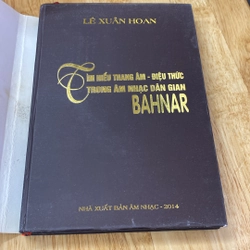 LÊ XUÂN HOAN
TÌM HIỂU THANG ÂM - ĐIỆU THỨC
TRONG ÂM NHẠC DÂN GIAN
BAHNAR
NHÀ XUẤT BẢN ÂM NHẠC - 2014